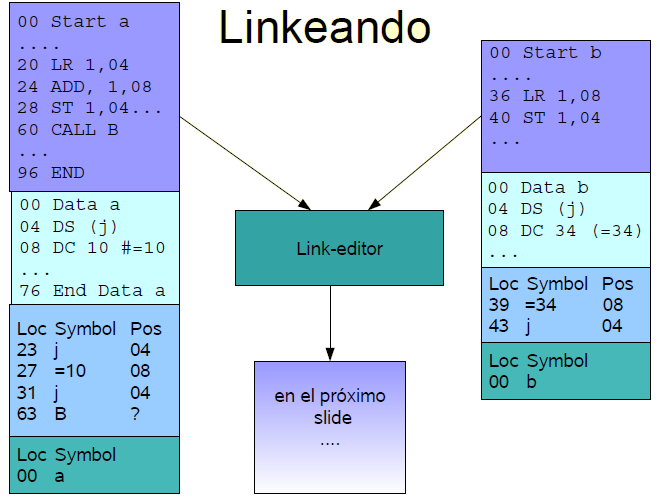 Linkeando
00 Start a
....
20 LR 1,04
24 ADD, 1,08
28 ST 1,04...
60 CALL B
...
96 END
00 Data a
04 DS (j)
08 DC 10 #=10
...
76 End Data a
Loc Symbol Pos
23 j 04
27 =10 08
31 j 04
63 B ?
Loc Symbol
00 a
Link-editor
en el próximo
slide
....
00 Start b
....
36 LR 1,08
40 ST 1,04
...
00 Data b
04 DS (j)
08 DC 34 (=34)
...
Loc Symbol Pos
39 =34 08
43 j 04
Loc Symbol
00 b